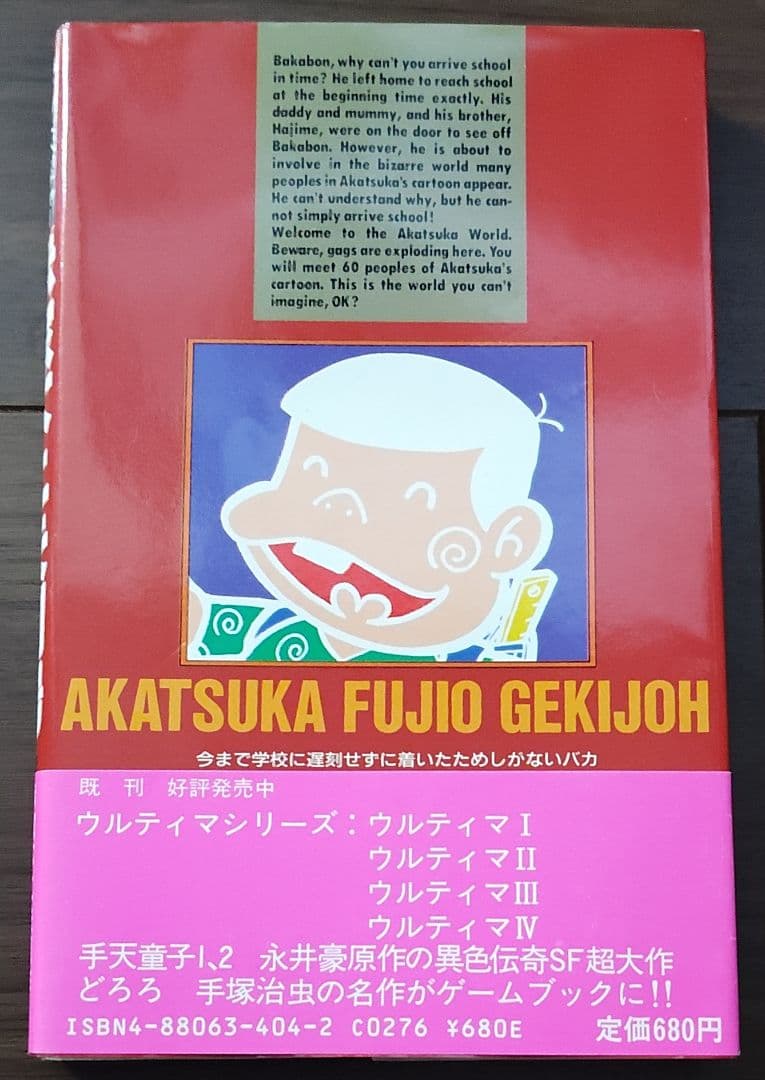 Bakabon, why can't you arrive school
in time? He left home to reach school
at the beginning time exactly. His
daddy and mummy, and his brother,
Hajime, were on the door to see off
Bakabon. However, he is about to
involve in the bizarre world many
peoples in Akatsuka's cartoon appear.
He can't understand why, but he can-
not simply arrive school!
Welcome to the Akatsuka World.
Beware, gags are exploding here. You
will meet 60 peoples of Akatsuka's
cartoon. This is the world you can't
imagine, OK?
AKATSUKA FUJIO GEKIJOH
今まで学校に遅刻せずに着いたためしがないバカ
既 刊 好評発売中
ウルティマシリーズ：ウルティマⅠ
ウルティマⅡ
ウルティマⅢ
ウルティマⅣ
手天童子1、2 永井豪原作の異色伝奇SF超大作
どろろ 手塚治虫の名作がゲームブックに!!
ISBN4-88063-404-2 C0276 ¥680E 定価680円